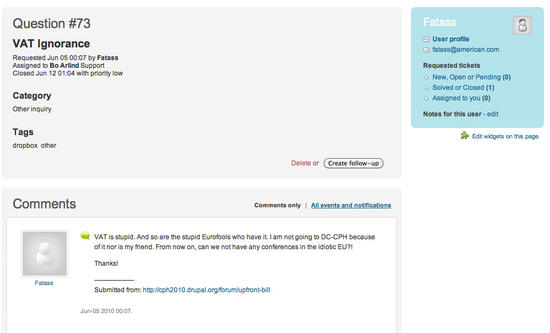 Question #73
VAT Ignorance
Requested Jun 05 00:07 by Fatass
Assigned to Bo Arlind Support
Closed Jun 12 01:04 with priority low
Category
Other inquiry
Tags
dropbox other
Delete or Create follow-up
Fatass
User profile
fatass@american.com
Requested tickets
New, Open or Pending (0)
Solved or Closed (1)
Assigned to you (0)
Notes for this user - edit
Edit widgets on this page
Comments
Comments only | All events and notifications
Fatass
VAT is stupid. And so are the stupid Eurofools who have it. I am not going to DC-CPH because
of it nor is my friend. From now on, can we not have any conferences in the idiotic EU?!
Thanks!
--------------------
Submitted from: http://cph2010.drupal.org/forum/upfront-bill
Jun-05 2010 00:07.